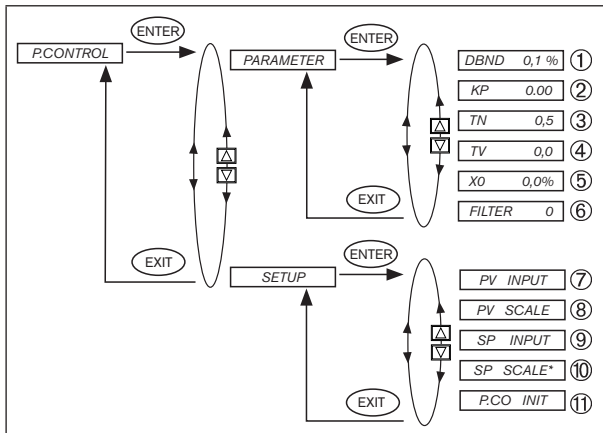 ENTER
P.CONTROL
ENTER
PARAMETER
DBND 0,1 % ①
KP 0.00 ②
TN 0,5 ③
TV 0,0 ④
X0 0,0% ⑤
FILTER 0 ⑥
EXIT
EXIT
ENTER
SETUP
PV INPUT ⑦
PV SCALE ⑧
SP INPUT ⑨
SP SCALE* ⑩
P.CO INIT ⑪
EXIT